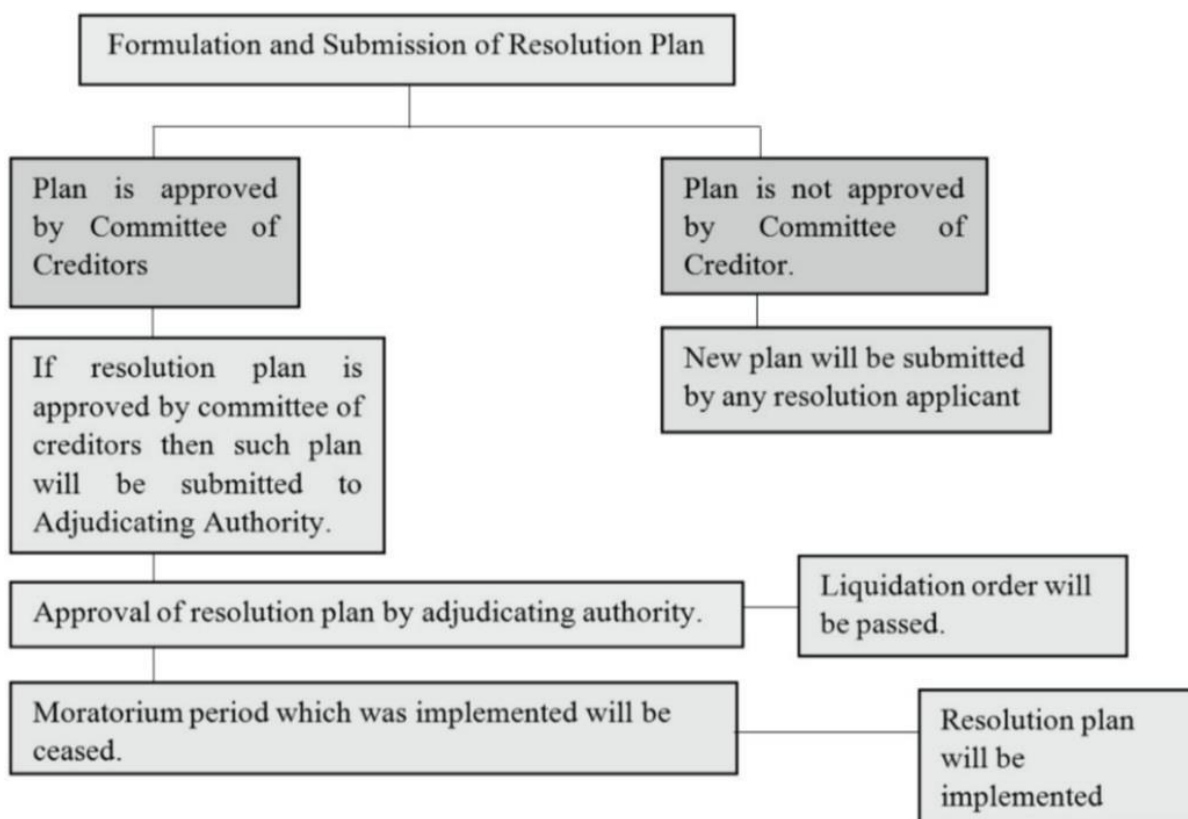 Formulation and Submission of Resolution Plan
Plan is approved
by Committee of
Creditors
Plan is not approved
by Committee of
Creditor.
If resolution plan is
approved by committee of
creditors then such plan
will be submitted to
Adjudicating Authority.
New plan will be submitted
by any resolution applicant
Approval of resolution plan by adjudicating authority.
Liquidation order will
be passed.
Moratorium period which was implemented will be
ceased.
Resolution plan
will be
implemented